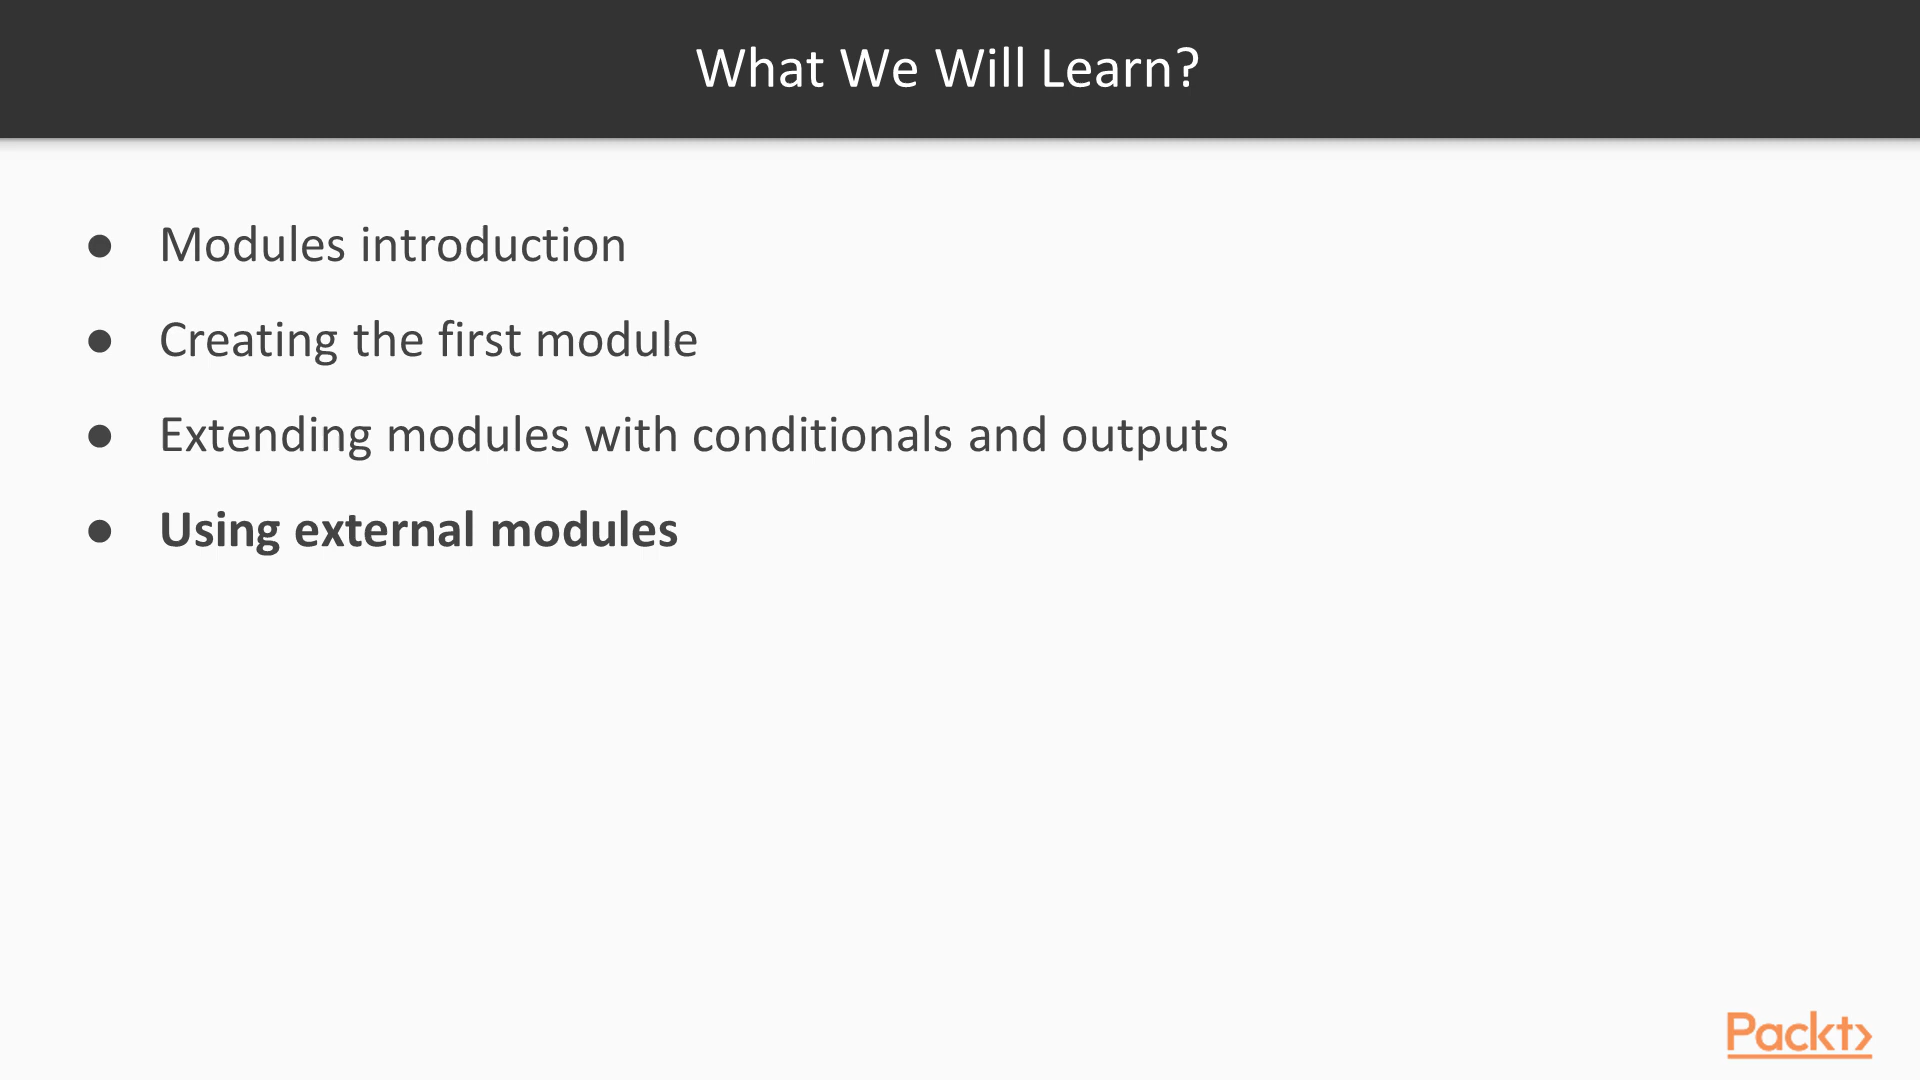 What We Will Learn?
● Modules introduction
● Creating the first module
● Extending modules with conditionals and outputs
● Using external modules
Packt>